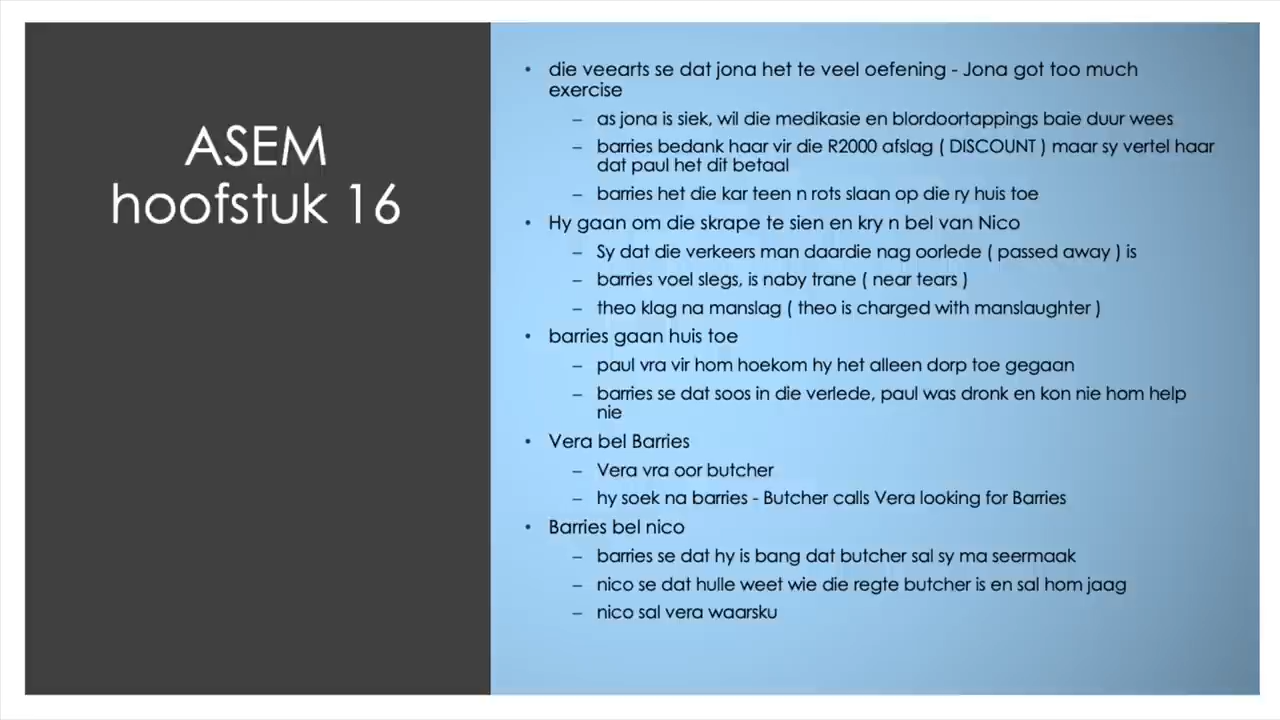 ASEM
hoofstuk 16
• die veearts se dat jona het te veel oefening - Jona got too much
exercise
– as jona is siek, wil die medikasie en blordoortappings baie duur wees
– barries bedank haar vir die R2000 afslag ( DISCOUNT ) maar sy vertel haar
dat paul het dit betaal
– barries het die kar teen n rots slaan op die ry huis toe
• Hy gaan om die skrape te sien en kry n bel van Nico
– Sy dat die verkeers man daardie nag oorlede ( passed away ) is
– barries voel slegs, is naby trane ( near tears )
– theo klag na manslag ( theo is charged with manslaughter )
• barries gaan huis toe
– paul vra vir hom hoekom hy het alleen dorp toe gegaan
– barries se dat soos in die verlede, paul was dronk en kon nie hom help
nie
• Vera bel Barries
– Vera vra oor butcher
– hy soek na barries - Butcher calls Vera looking for Barries
• Barries bel nico
– barries se dat hy is bang dat butcher sal sy ma seermaak
– nico se dat hulle weet wie die regte butcher is en sal hom jaag
– nico sal vera waarsku